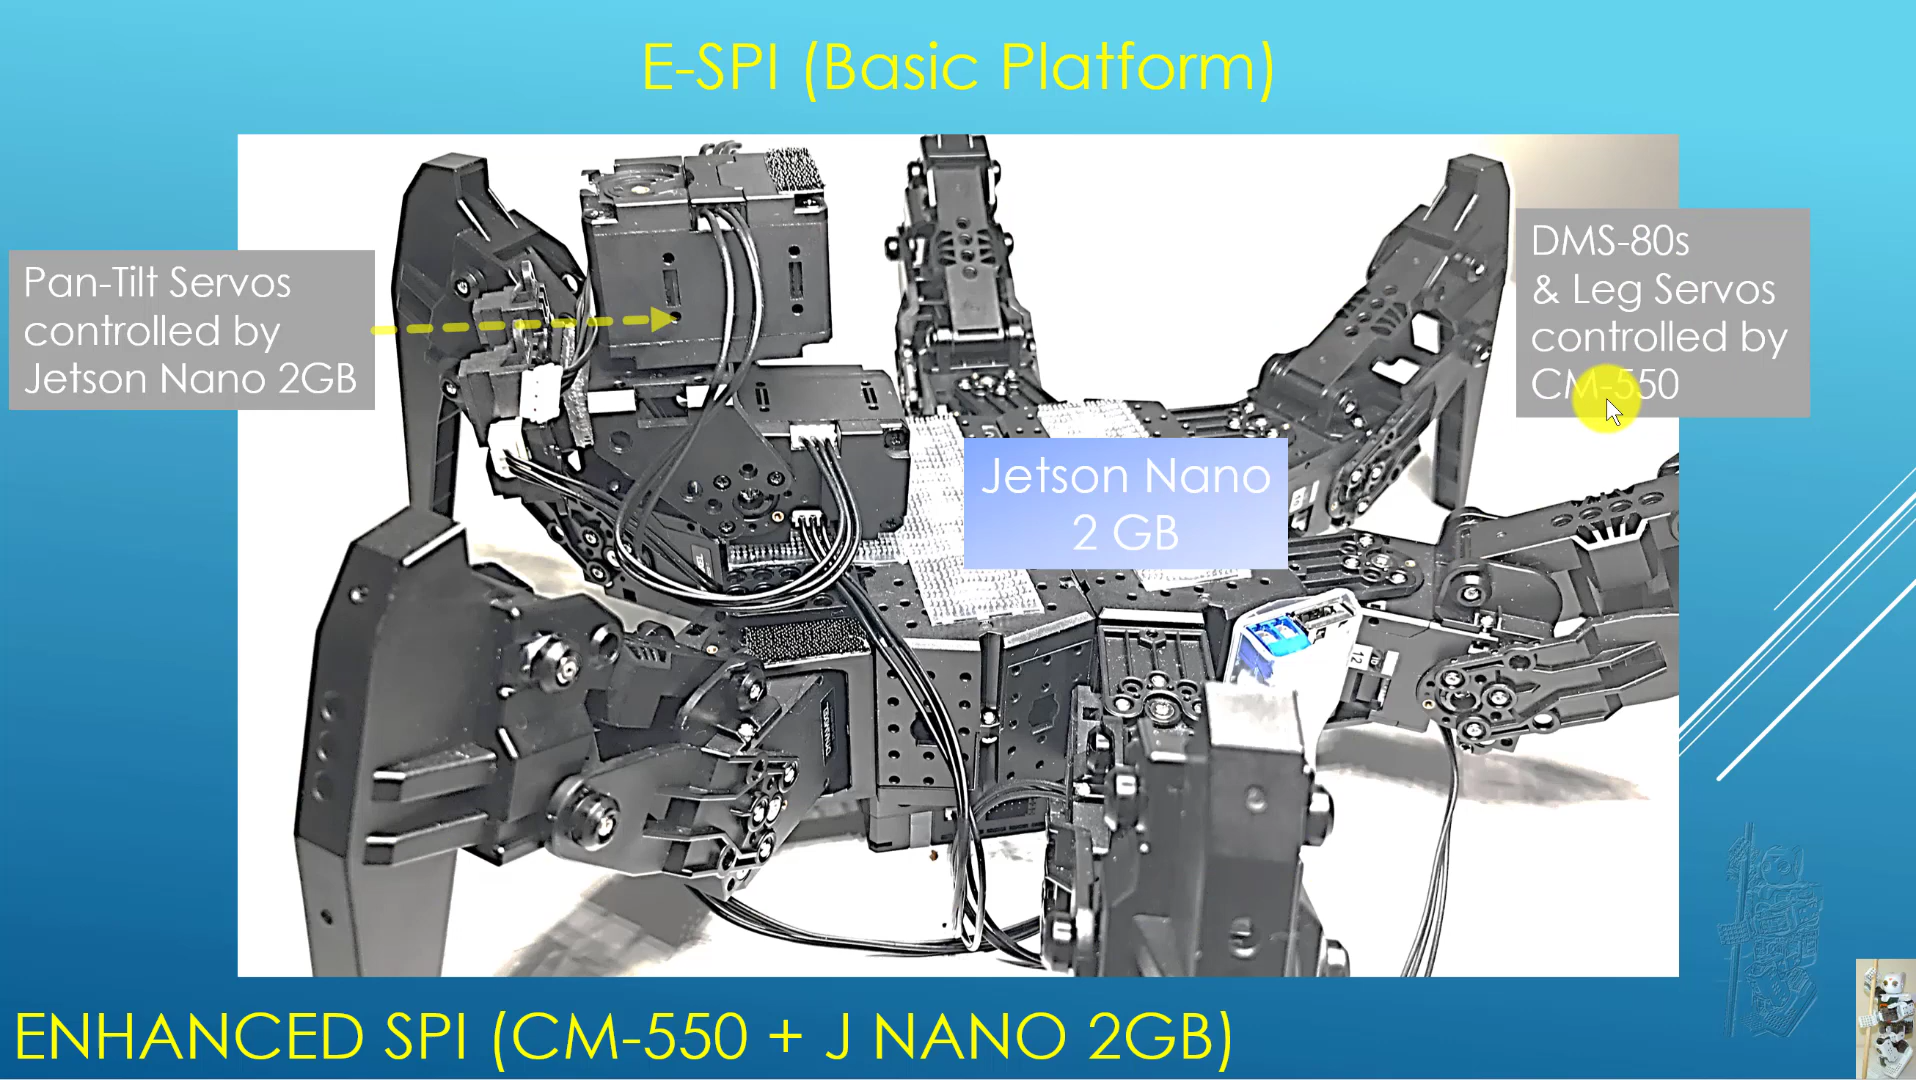 E-SPI (Basic Platform)
Pan-Tilt Servos
controlled by
Jetson Nano 2GB
DMS-80s
& Leg Servos
controlled by
CM-550
Jetson Nano
2 GB
12
ENHANCED SPI (CM-550 + J NANO 2GB)